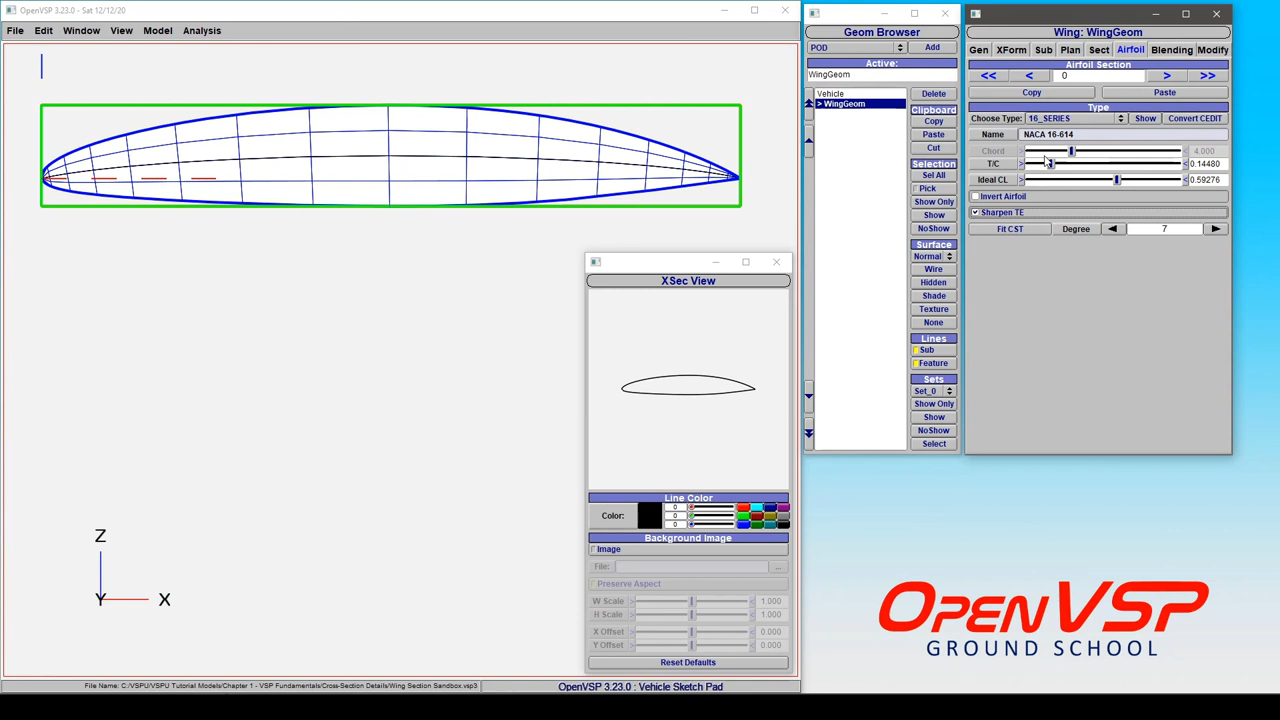 OpenVSP 3.23.0 - Sat 12/12/20
File Edit Window View Model Analysis
Z
Y X
File Name: C:/VSPU/VSPU Tutorial Models/Chapter 1 - VSP Fundamentals/Cross-Section Details/Wing Section Sandbox.vsp3
OpenVSP 3.23.0 : Vehicle Sketch Pad
XSec View
Line Color
Color:
0
0
0
Background Image
Image
File:
...
Preserve Aspect
W Scale > < 1.000
H Scale > < 1.000
X Offset > < 0.000
Y Offset > < 0.000
Reset Defaults
Geom Browser
POD Add
Active:
WingGeom
Vehicle
> WingGeom
Delete
Clipboard
Copy
Paste
Cut
Selection
Sel All
Pick
Show Only
Show
NoShow
Surface
Normal
Wire
Hidden
Shade
Texture
None
Lines
Sub
Feature
Sets
Set_0
Show Only
Show
NoShow
Select
Wing: WingGeom
Gen XForm Sub Plan Sect Airfoil Blending Modify
Airfoil Section
<< < 0 > >>
Copy Paste
Type
Choose Type: 16_SERIES Show Convert CEDIT
Name NACA 16-614
Chord > < 4.000
T/C > < 0.14480
Ideal CL > < 0.59276
Invert Airfoil
Sharpen TE
Fit CST Degree 7
OpenVSP
GROUND SCHOOL